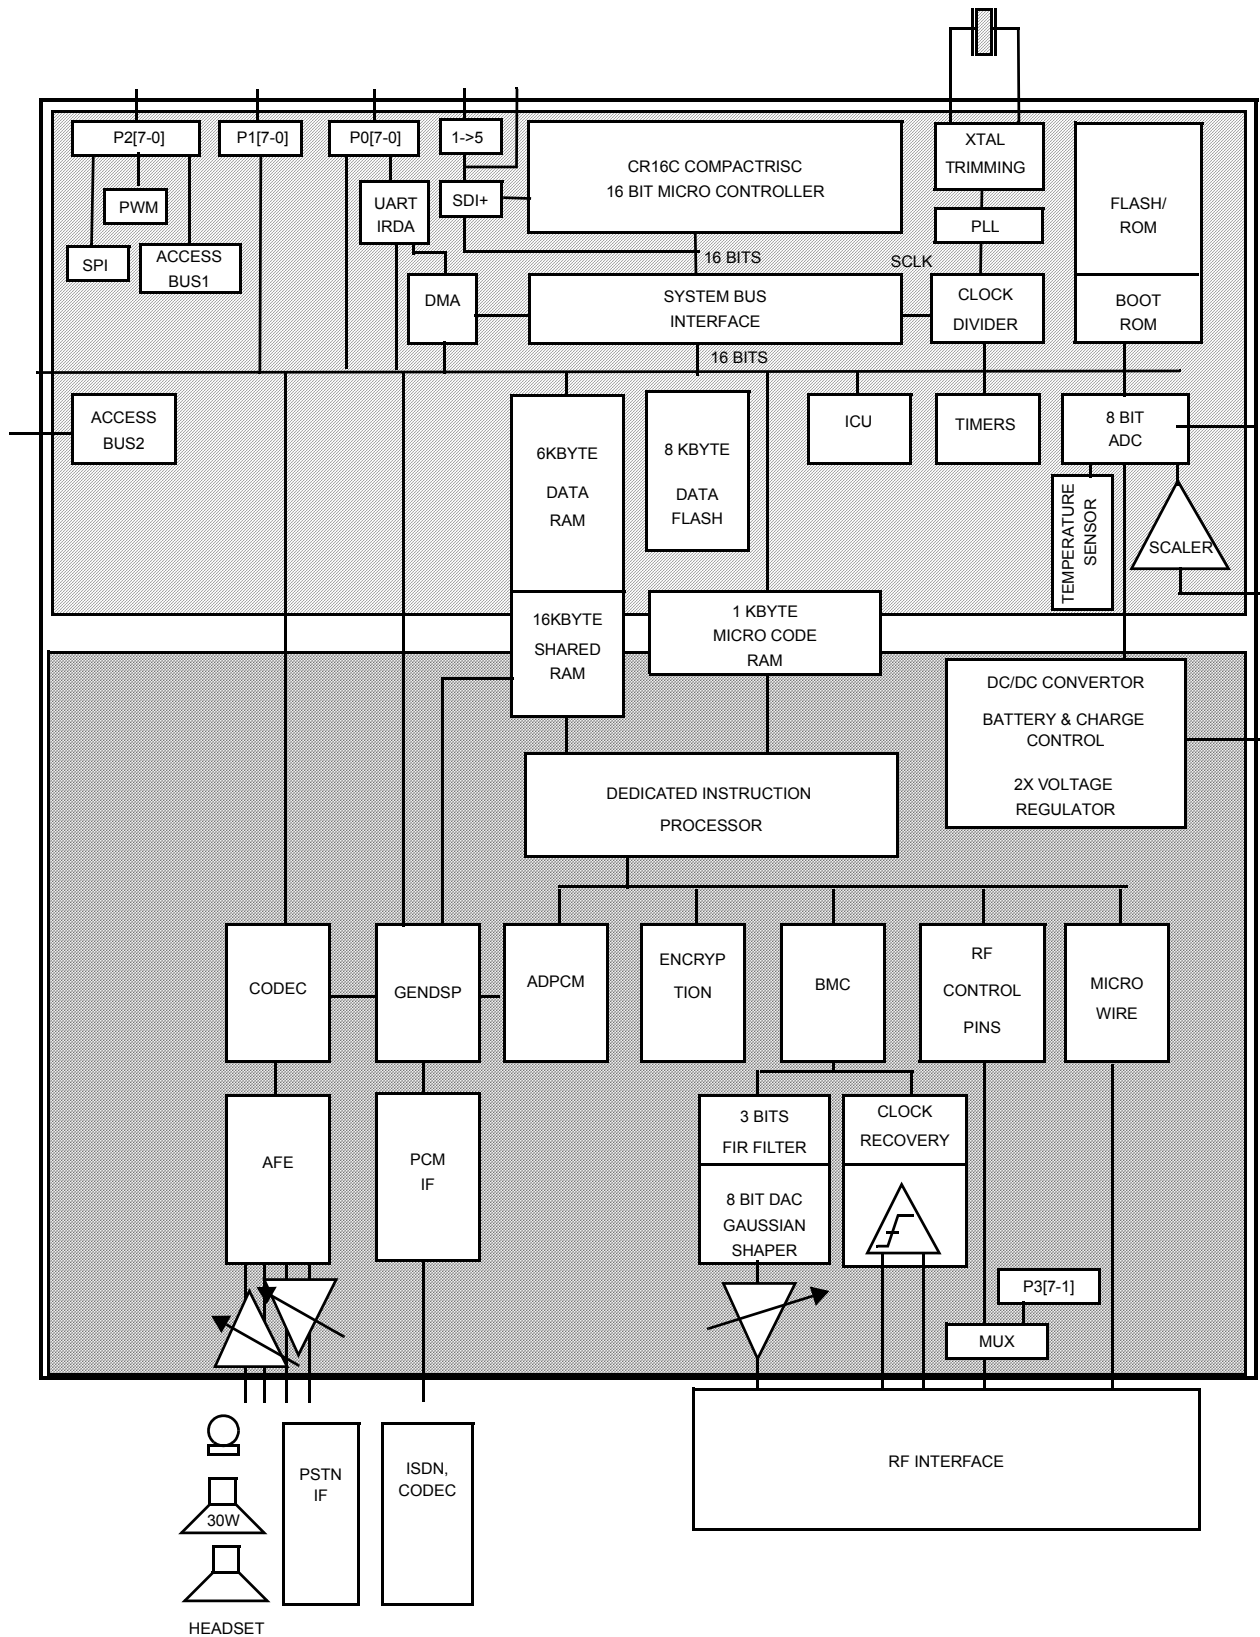 P2[7-0]
P1[7-0]
P0[7-0]
1->5
CR16C COMPACTRISC
16 BIT MICRO CONTROLLER
XTAL
TRIMMING
FLASH/
ROM
PWM
UART
IRDA
SDI+
PLL
SPI
ACCESS
BUS1
16 BITS
SCLK
DMA
SYSTEM BUS
INTERFACE
CLOCK
DIVIDER
BOOT
ROM
16 BITS
ACCESS
BUS2
6KBYTE
DATA
RAM
8 KBYTE
DATA
FLASH
ICU
TIMERS
8 BIT
ADC
TEMPERATURE
SENSOR
SCALER
16KBYTE
SHARED
RAM
1 KBYTE
MICRO CODE
RAM
DC/DC CONVERTOR
BATTERY & CHARGE
CONTROL
2X VOLTAGE
REGULATOR
DEDICATED INSTRUCTION
PROCESSOR
CODEC
GENDSP
ADPCM
ENCRYP
TION
BMC
RF
CONTROL
PINS
MICRO
WIRE
AFE
PCM
IF
3 BITS
FIR FILTER
8 BIT DAC
GAUSSIAN
SHAPER
CLOCK
RECOVERY
P3[7-1]
MUX
PSTN
IF
ISDN,
CODEC
RF INTERFACE
30W
HEADSET